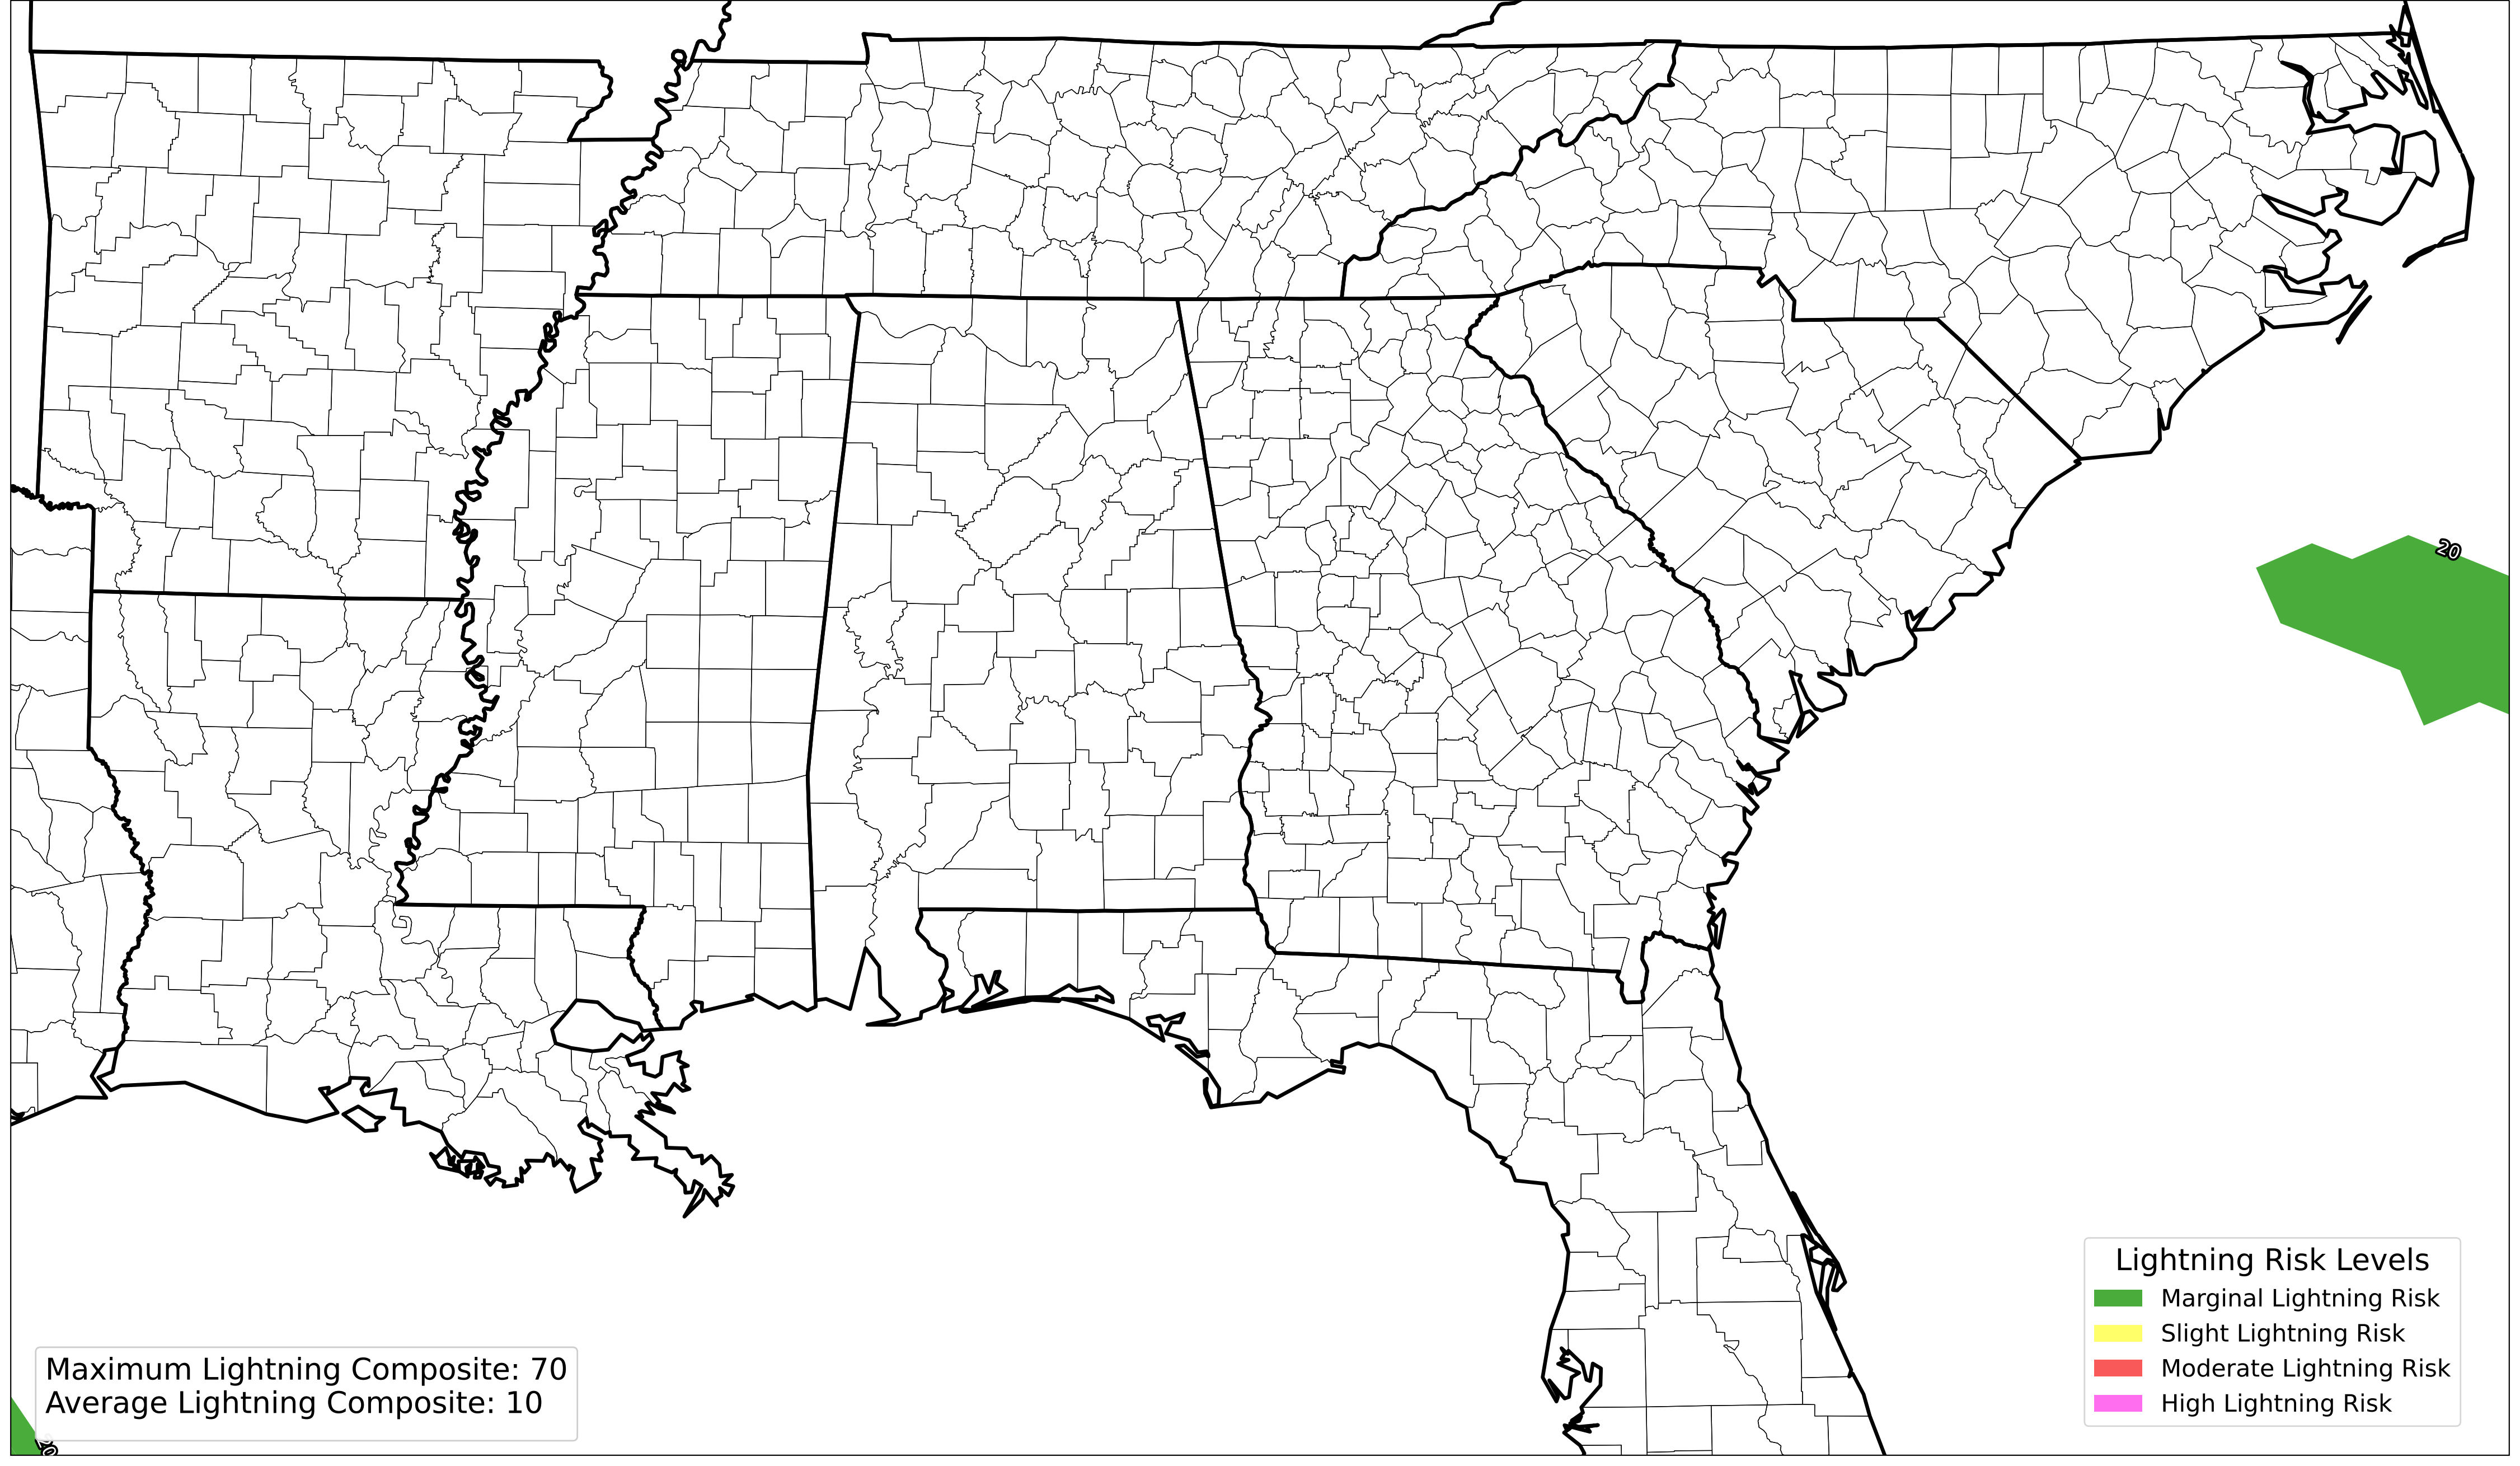 20
Lightning Risk Levels
Marginal Lightning Risk
Slight Lightning Risk
Moderate Lightning Risk
High Lightning Risk
Maximum Lightning Composite: 70
Average Lightning Composite: 10